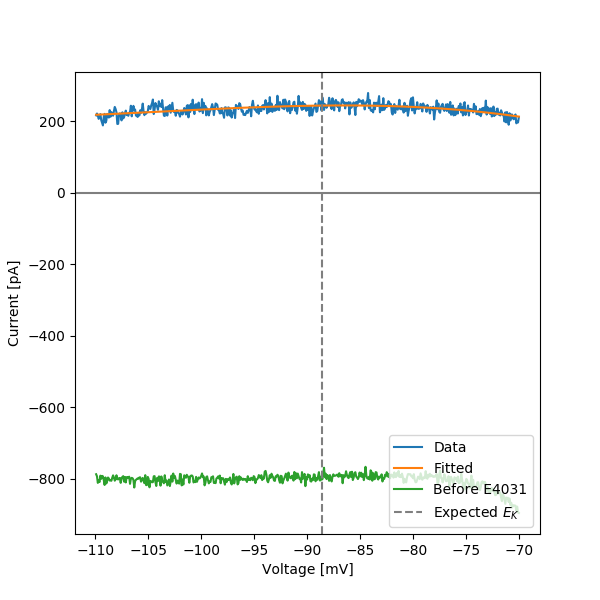 200
0
−200
−400
−600
−800
Current [pA]
Data
Fitted
Before E4031
Expected E_K
−110 −105 −100 −95 −90 −85 −80 −75 −70
Voltage [mV]